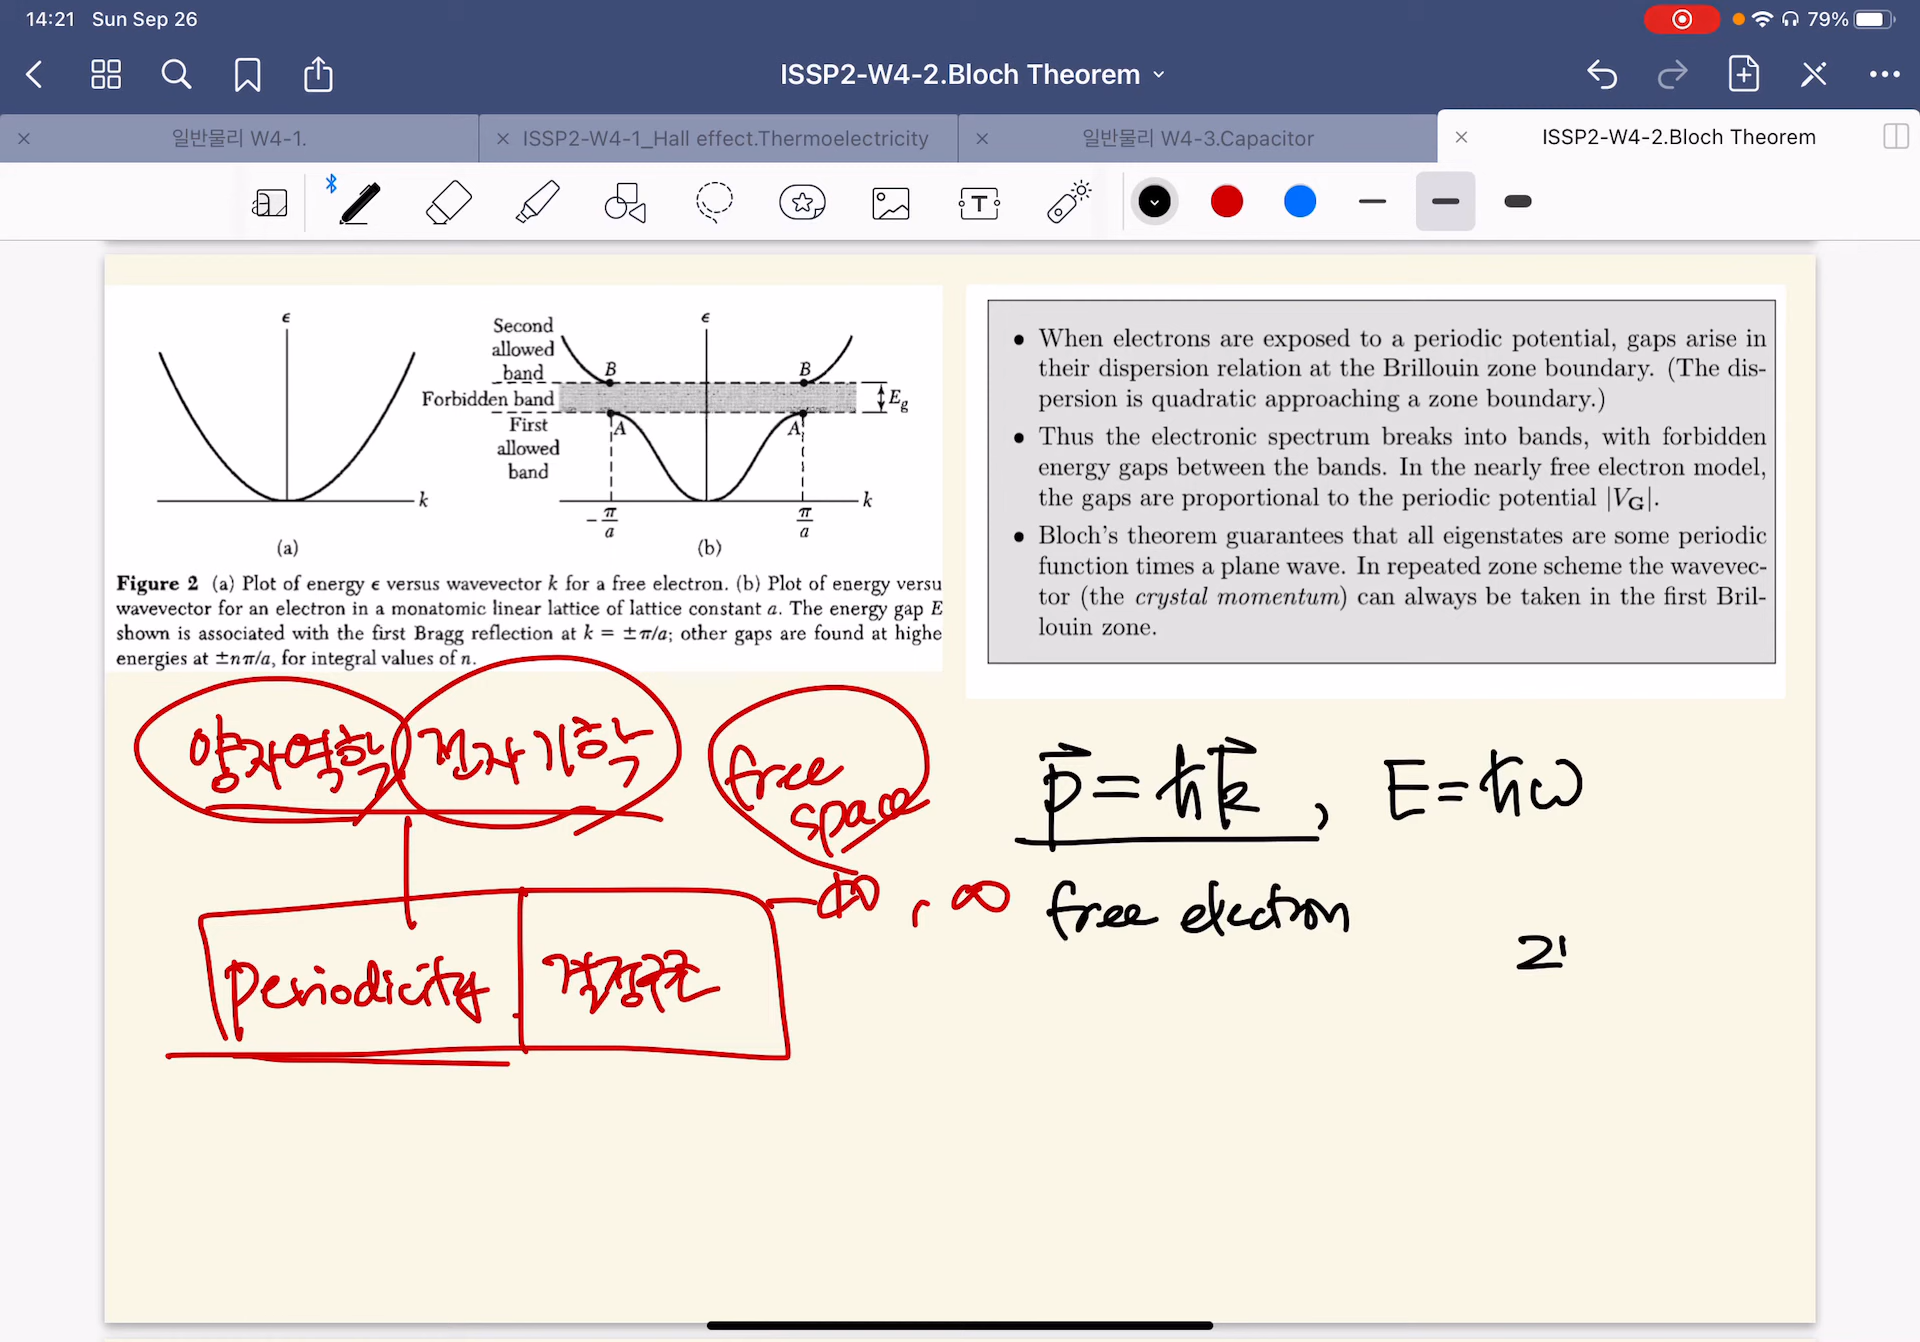 14:21 Sun Sep 26
79%
ISSP2-W4-2.Bloch Theorem
일반물리 W4-1.
ISSP2-W4-1_Hall effect.Thermoelectricity
일반물리 W4-3.Capacitor
ISSP2-W4-2.Bloch Theorem
T
ϵ
k
(a)
Second
allowed
band
Forbidden band
First
allowed
band
ϵ
B
B
A
A
E_g
k
-π/a
π/a
(b)
Figure 2 (a) Plot of energy ϵ versus wavevector k for a free electron. (b) Plot of energy versu
wavevector for an electron in a monatomic linear lattice of lattice constant a. The energy gap E
shown is associated with the first Bragg reflection at k = ±π/a; other gaps are found at highe
energies at ±nπ/a, for integral values of n.
• When electrons are exposed to a periodic potential, gaps arise in
their dispersion relation at the Brillouin zone boundary. (The dis-
persion is quadratic approaching a zone boundary.)
• Thus the electronic spectrum breaks into bands, with forbidden
energy gaps between the bands. In the nearly free electron model,
the gaps are proportional to the periodic potential |V_G|.
• Bloch's theorem guarantees that all eigenstates are some periodic
function times a plane wave. In repeated zone scheme the wavevec-
tor (the crystal momentum) can always be taken in the first Bril-
louin zone.
양자역학 전자기학
free
space
periodicity 결정구조
, ∞
p⃗ = ℏk⃗ , E = ℏω
free electron